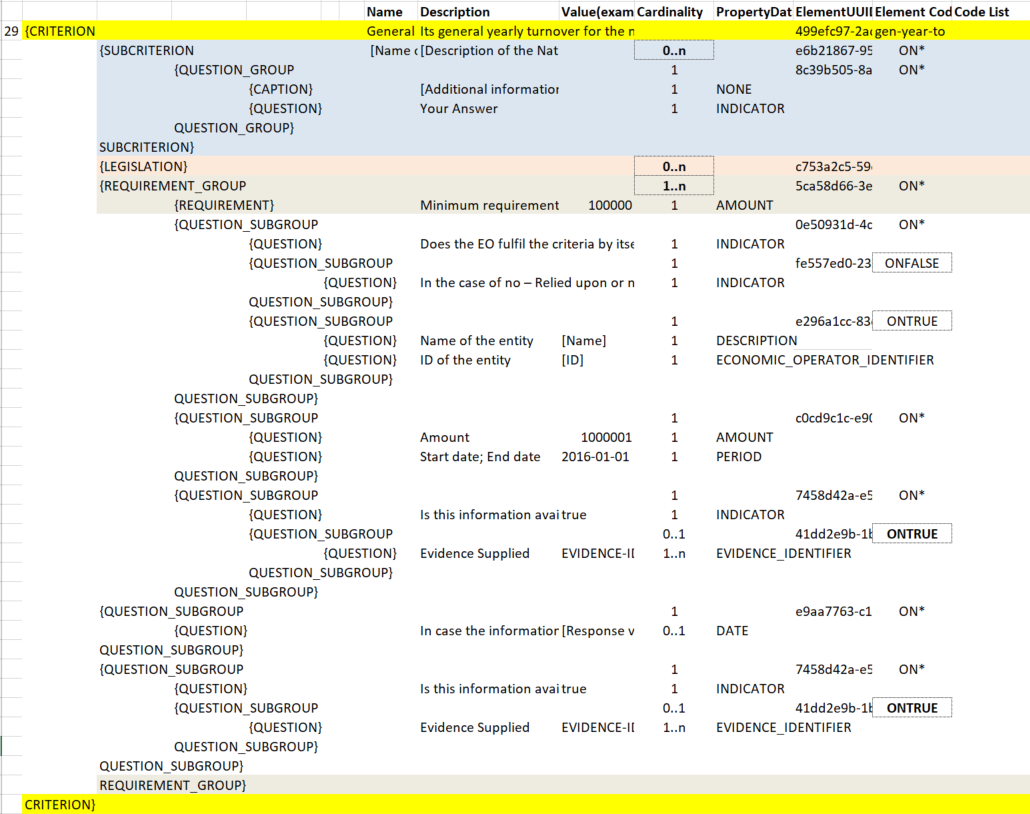 Name Description Value(exam Cardinality PropertyDat ElementUUII Element Cod Code List
29 {CRITERION General Its general yearly turnover for the n 499efc97-2a gen-year-to
{SUBCRITERION [Name [Description of the Nat 0..n e6b21867-95 ON*
{QUESTION_GROUP 1 8c39b505-8a ON*
{CAPTION} [Additional information 1 NONE
{QUESTION} Your Answer 1 INDICATOR
QUESTION_GROUP}
SUBCRITERION}
{LEGISLATION} 0..n c753a2c5-59
{REQUIREMENT_GROUP 1..n 5ca58d66-3e ON*
{REQUIREMENT} Minimum requirement 100000 1 AMOUNT
{QUESTION_SUBGROUP 0e50931d-4c ON*
{QUESTION} Does the EO fulfil the criteria by itse 1 INDICATOR
{QUESTION_SUBGROUP 1 fe557ed0-23 ONFALSE
{QUESTION} In the case of no – Relied upon or n 1 INDICATOR
QUESTION_SUBGROUP}
{QUESTION_SUBGROUP 1 e296a1cc-83 ONTRUE
{QUESTION} Name of the entity [Name] 1 DESCRIPTION
{QUESTION} ID of the entity [ID] 1 ECONOMIC_OPERATOR_IDENTIFIER
QUESTION_SUBGROUP}
QUESTION_SUBGROUP}
{QUESTION_SUBGROUP 1 c0cd9c1c-e90 ON*
{QUESTION} Amount 1000001 1 AMOUNT
{QUESTION} Start date; End date 2016-01-01 1 PERIOD
QUESTION_SUBGROUP}
{QUESTION_SUBGROUP 1 7458d42a-e5 ON*
{QUESTION} Is this information avai true 1 INDICATOR
{QUESTION_SUBGROUP 0..1 41dd2e9b-1b ONTRUE
{QUESTION} Evidence Supplied EVIDENCE-ID 1..n EVIDENCE_IDENTIFIER
QUESTION_SUBGROUP}
QUESTION_SUBGROUP}
{QUESTION_SUBGROUP 1 e9aa7763-c1 ON*
{QUESTION} In case the information [Response v 0..1 DATE
QUESTION_SUBGROUP}
{QUESTION_SUBGROUP 1 7458d42a-e5 ON*
{QUESTION} Is this information avai true 1 INDICATOR
{QUESTION_SUBGROUP 0..1 41dd2e9b-1b ONTRUE
{QUESTION} Evidence Supplied EVIDENCE-ID 1..n EVIDENCE_IDENTIFIER
QUESTION_SUBGROUP}
QUESTION_SUBGROUP}
REQUIREMENT_GROUP}
CRITERION}